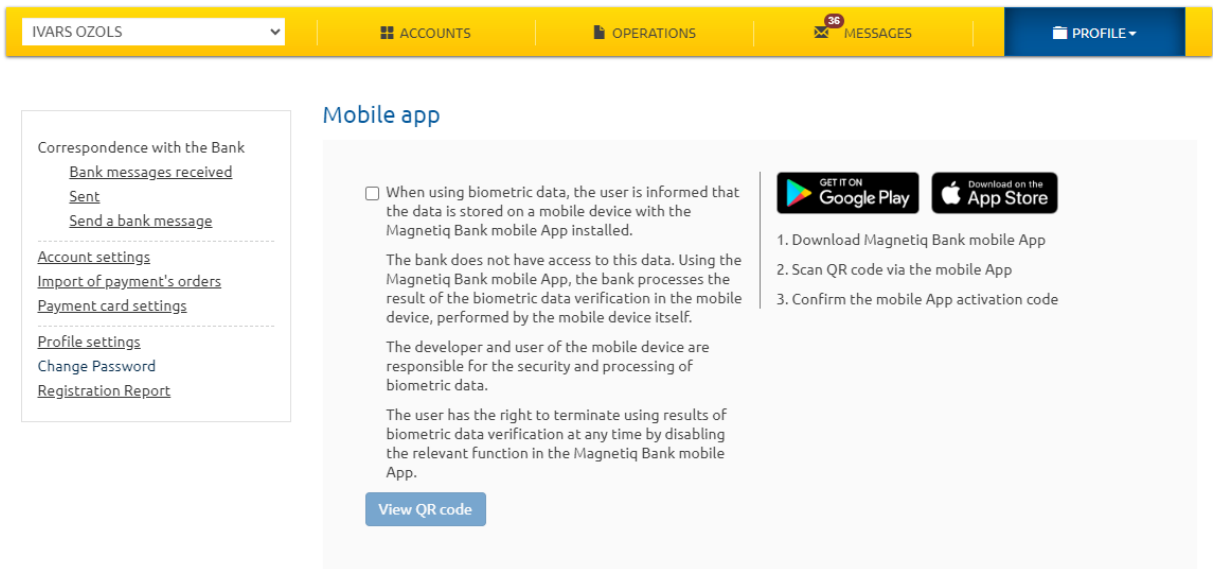 IVARS OZOLS
ACCOUNTS
OPERATIONS
36
MESSAGES
PROFILE
Mobile app
Correspondence with the Bank
Bank messages received
Sent
Send a bank message
Account settings
Import of payment's orders
Payment card settings
Profile settings
Change Password
Registration Report
When using biometric data, the user is informed that
the data is stored on a mobile device with the
Magnetiq Bank mobile App installed.
The bank does not have access to this data. Using the
Magnetiq Bank mobile App, the bank processes the
result of the biometric data verification in the mobile
device, performed by the mobile device itself.
The developer and user of the mobile device are
responsible for the security and processing of
biometric data.
The user has the right to terminate using results of
biometric data verification at any time by disabling
the relevant function in the Magnetiq Bank mobile
App.
View QR code
GET IT ON
Google Play
Download on the
App Store
1. Download Magnetiq Bank mobile App
2. Scan QR code via the mobile App
3. Confirm the mobile App activation code